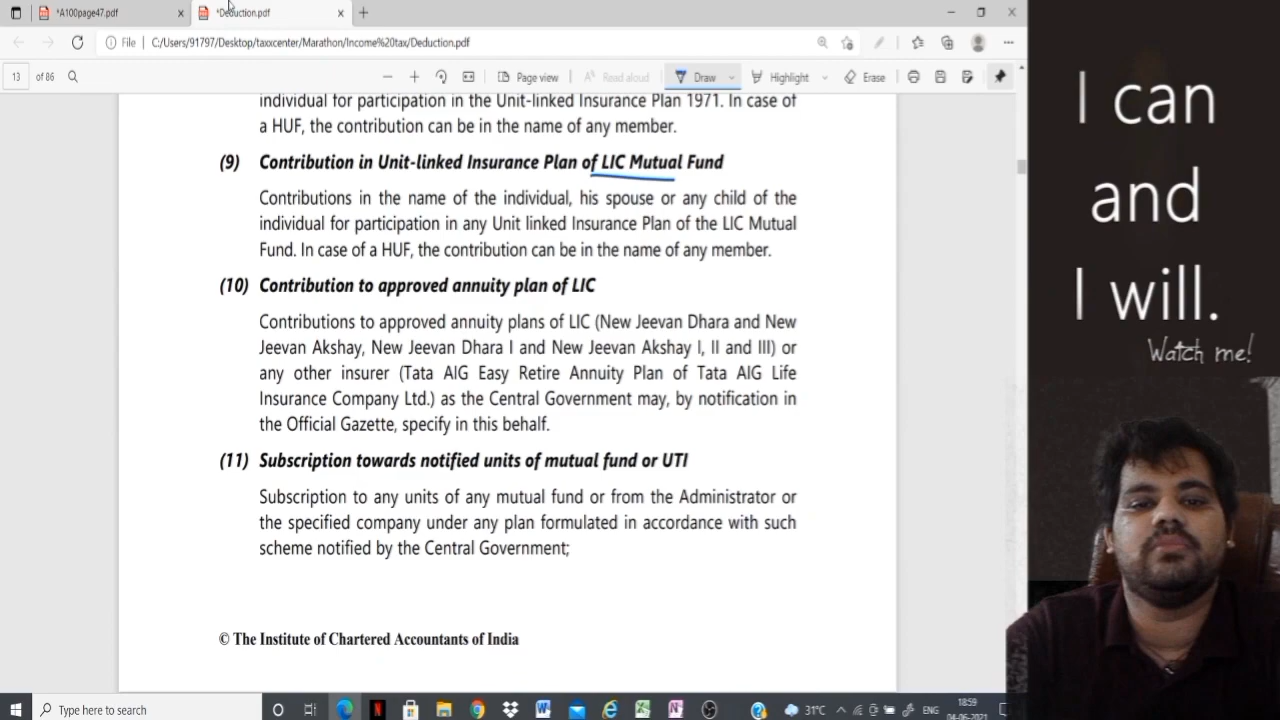 *A100page47.pdf
*Deduction.pdf
File C:/Users/91797/Desktop/taxxcenter/Marathon/Income%20tax/Deduction.pdf
13 of 86 Page view Read aloud Draw Highlight Erase
individual for participation in the Unit-linked Insurance Plan 1971. In case of
a HUF, the contribution can be in the name of any member.
(9) Contribution in Unit-linked Insurance Plan of LIC Mutual Fund
Contributions in the name of the individual, his spouse or any child of the
individual for participation in any Unit linked Insurance Plan of the LIC Mutual
Fund. In case of a HUF, the contribution can be in the name of any member.
(10) Contribution to approved annuity plan of LIC
Contributions to approved annuity plans of LIC (New Jeevan Dhara and New
Jeevan Akshay, New Jeevan Dhara I and New Jeevan Akshay I, II and III) or
any other insurer (Tata AIG Easy Retire Annuity Plan of Tata AIG Life
Insurance Company Ltd.) as the Central Government may, by notification in
the Official Gazette, specify in this behalf.
(11) Subscription towards notified units of mutual fund or UTI
Subscription to any units of any mutual fund or from the Administrator or
the specified company under any plan formulated in accordance with such
scheme notified by the Central Government;
© The Institute of Chartered Accountants of India
I can
and
I will.
Watch me!
Type here to search
31°C
ENG
18:59
04-06-2021